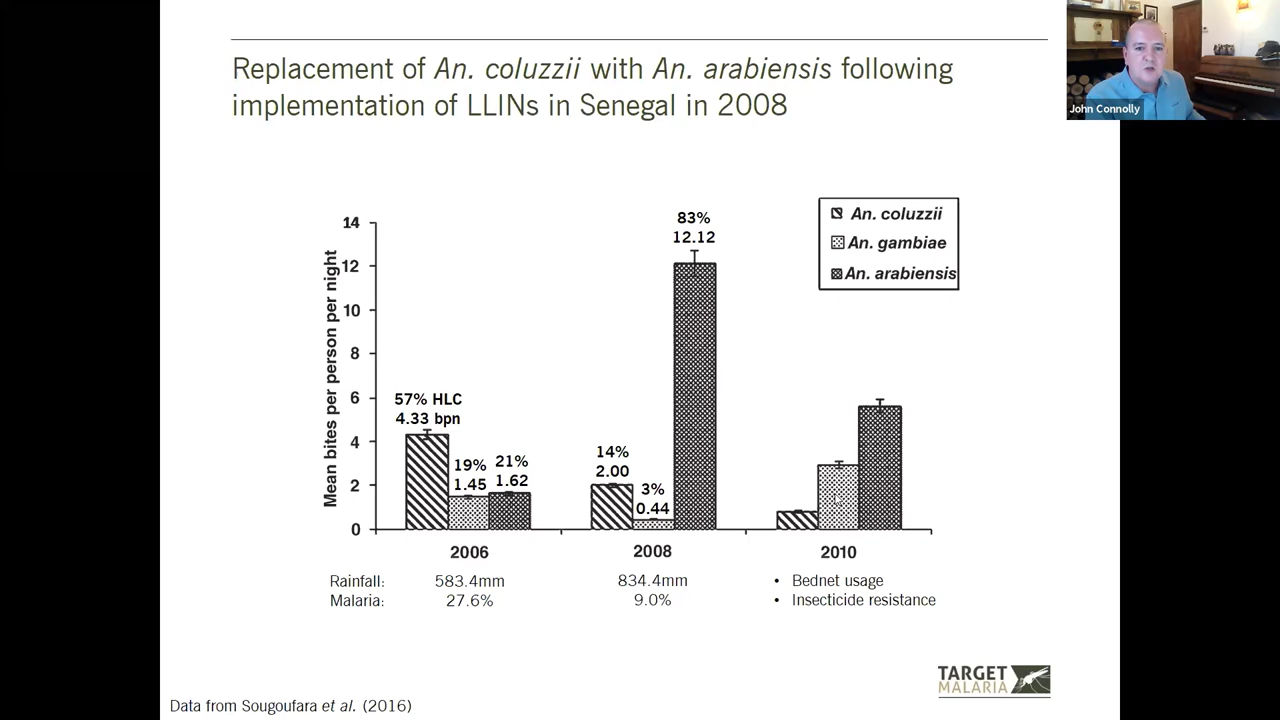 John Connolly
Replacement of An. coluzzii with An. arabiensis following
implementation of LLINs in Senegal in 2008
An. coluzzii
An. gambiae
An. arabiensis
Mean bites per person per night
14
12
10
8
6
4
2
0
57% HLC
4.33 bpn
19%
1.45
21%
1.62
14%
2.00
3%
0.44
83%
12.12
2006
2008
2010
Rainfall: 583.4mm 834.4mm • Bednet usage
Malaria: 27.6% 9.0% • Insecticide resistance
TARGET
MALARIA
Data from Sougoufara et al. (2016)